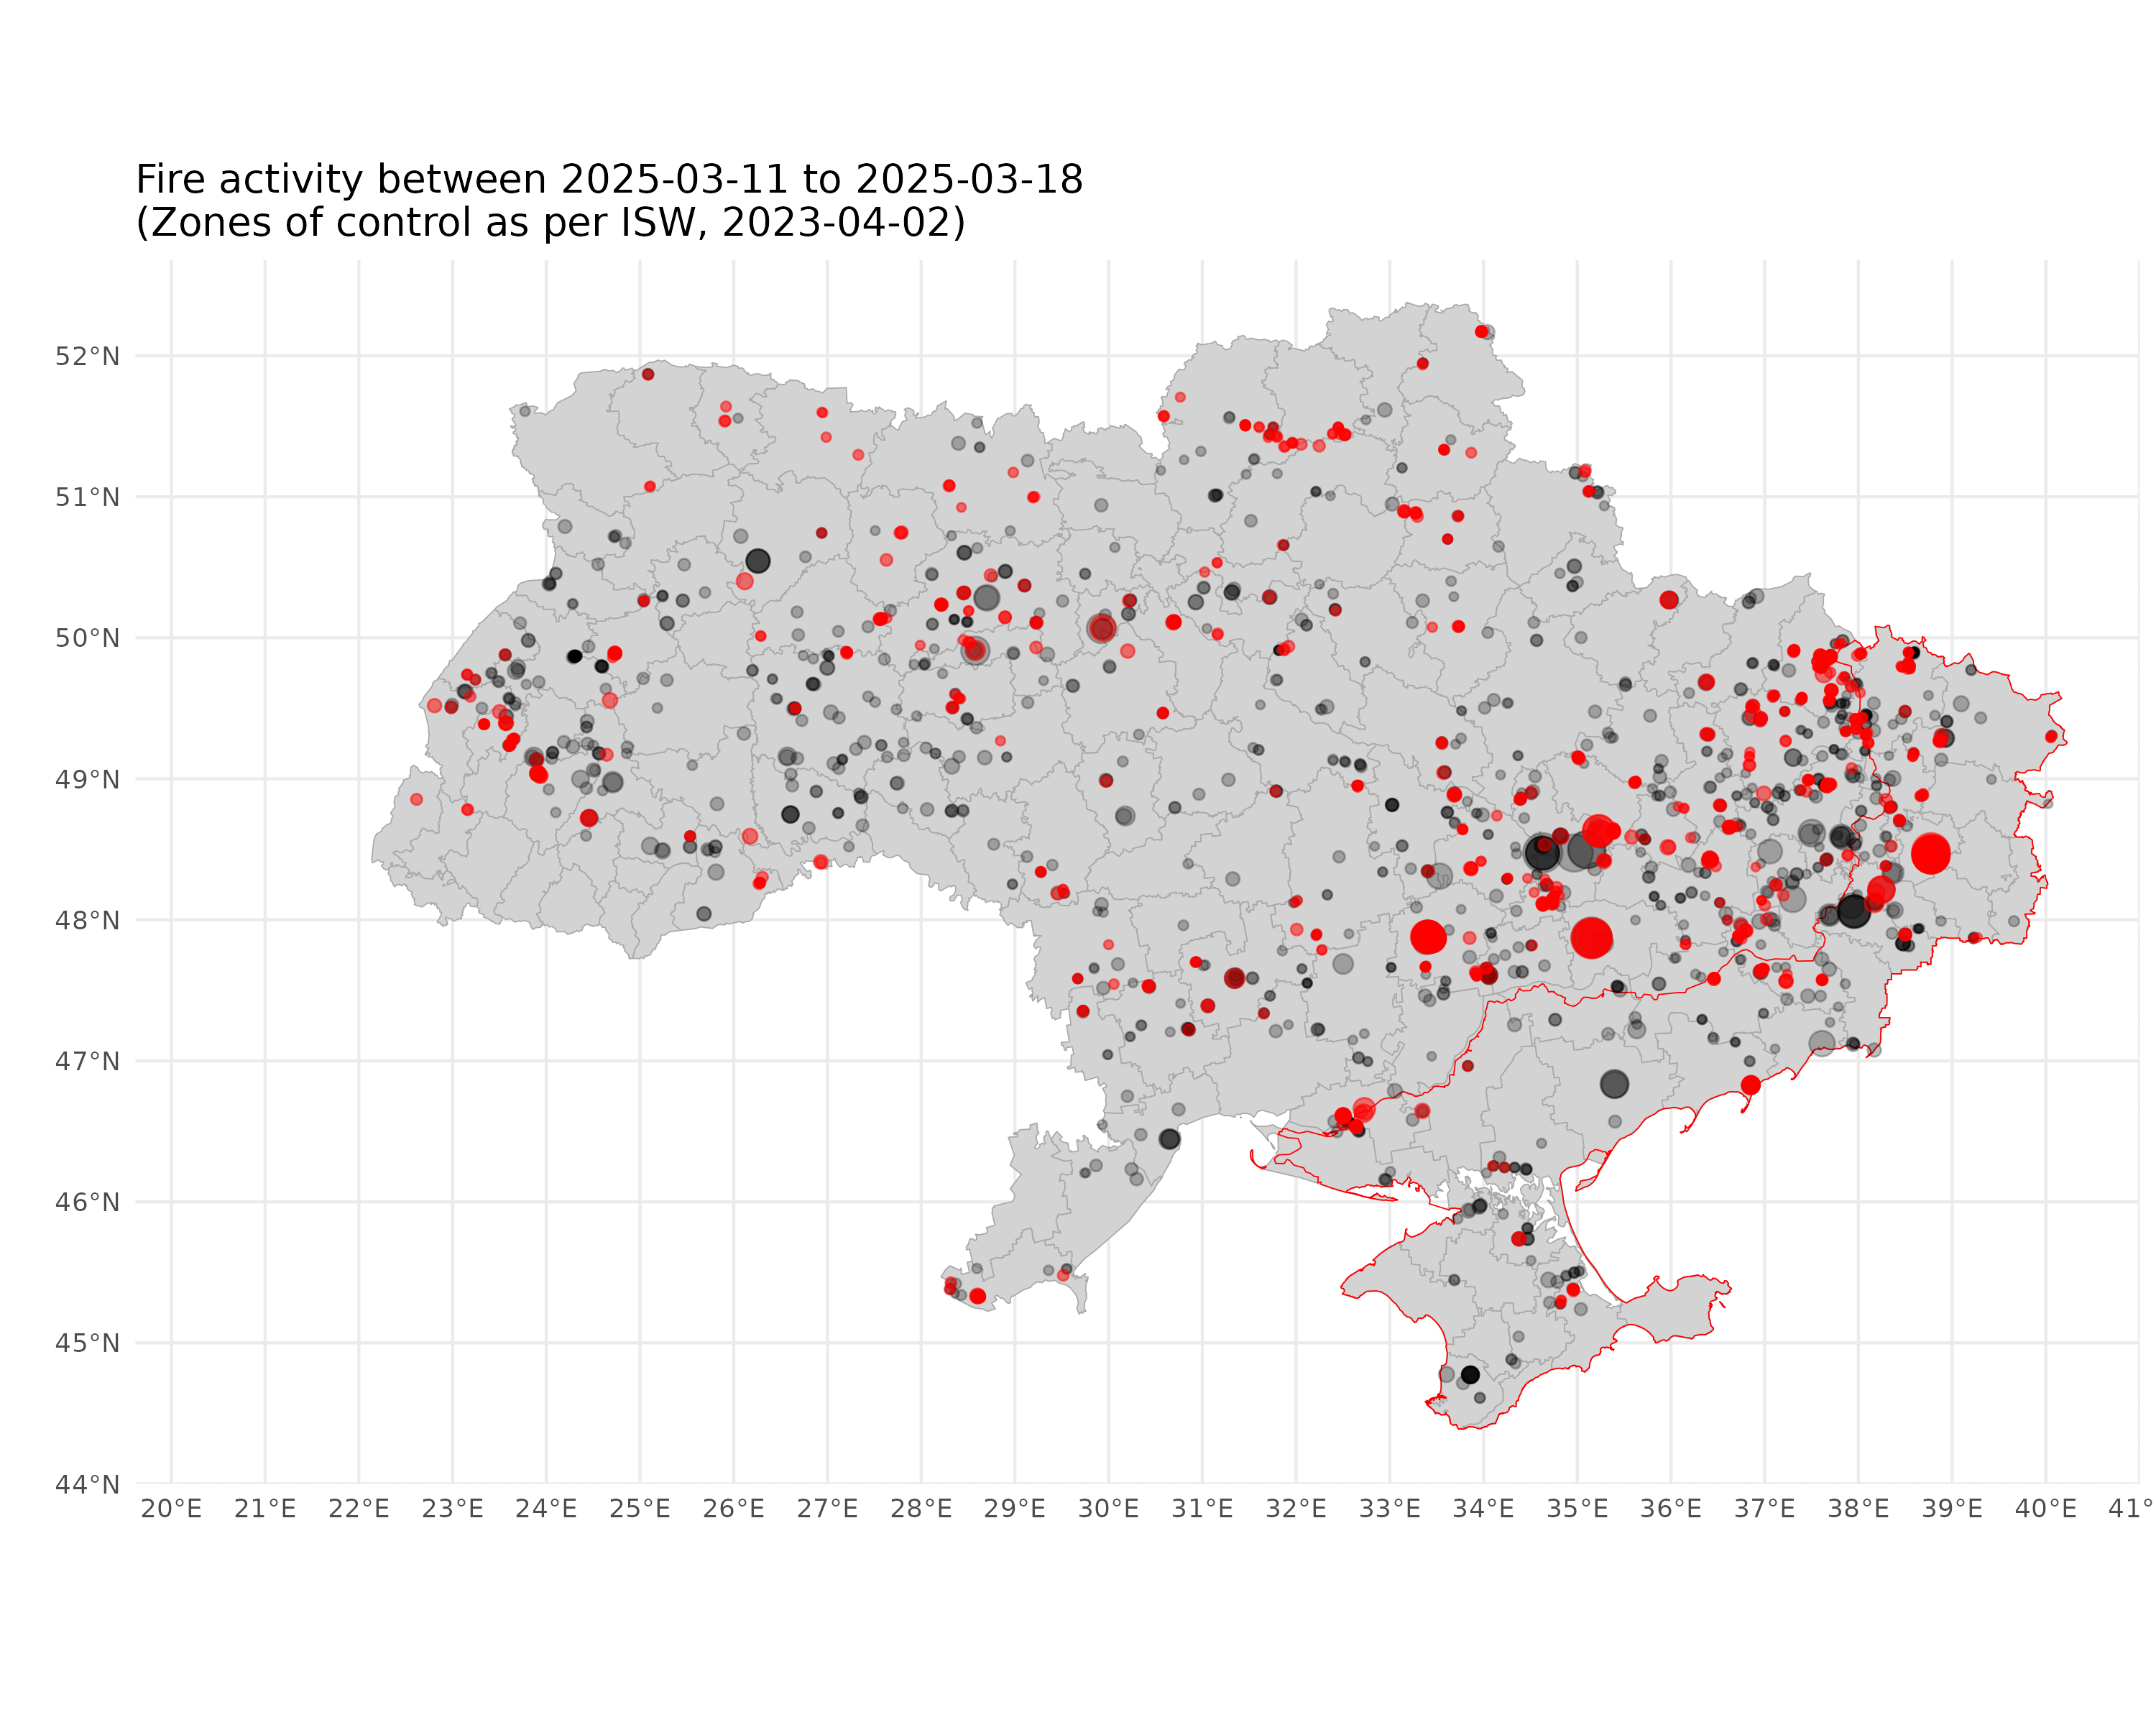 Fire activity between 2025-03-11 to 2025-03-18
(Zones of control as per ISW, 2023-04-02)
52°N
51°N
50°N
49°N
48°N
47°N
46°N
45°N
44°N
20°E 21°E 22°E 23°E 24°E 25°E 26°E 27°E 28°E 29°E 30°E 31°E 32°E 33°E 34°E 35°E 36°E 37°E 38°E 39°E 40°E 41°